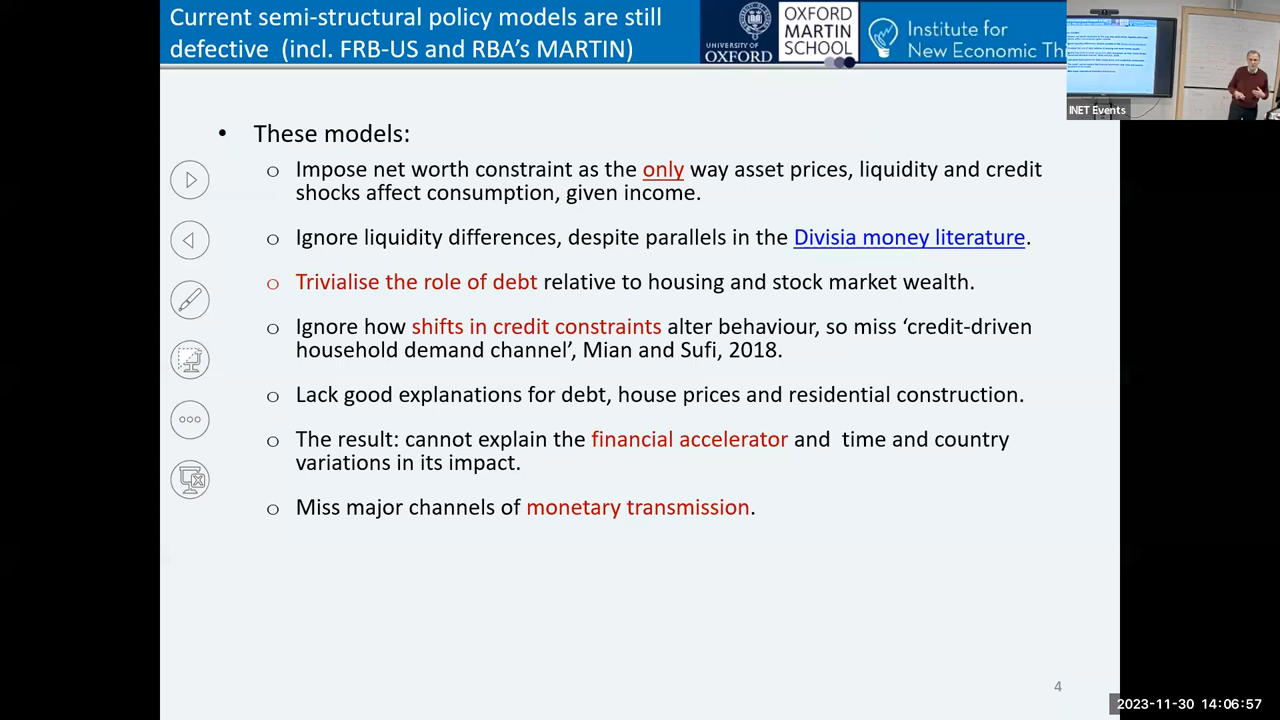 Current semi-structural policy models are still
defective (incl. FRB-US and RBA's MARTIN)
UNIVERSITY OF
OXFORD
OXFORD
MARTIN
SCHOOL
Institute for
New Economic Th
INET Events
• These models:
o Impose net worth constraint as the only way asset prices, liquidity and credit
shocks affect consumption, given income.
o Ignore liquidity differences, despite parallels in the Divisia money literature.
o Trivialise the role of debt relative to housing and stock market wealth.
o Ignore how shifts in credit constraints alter behaviour, so miss ‘credit-driven
household demand channel’, Mian and Sufi, 2018.
o Lack good explanations for debt, house prices and residential construction.
o The result: cannot explain the financial accelerator and time and country
variations in its impact.
o Miss major channels of monetary transmission.
4
2023-11-30 14:06:57